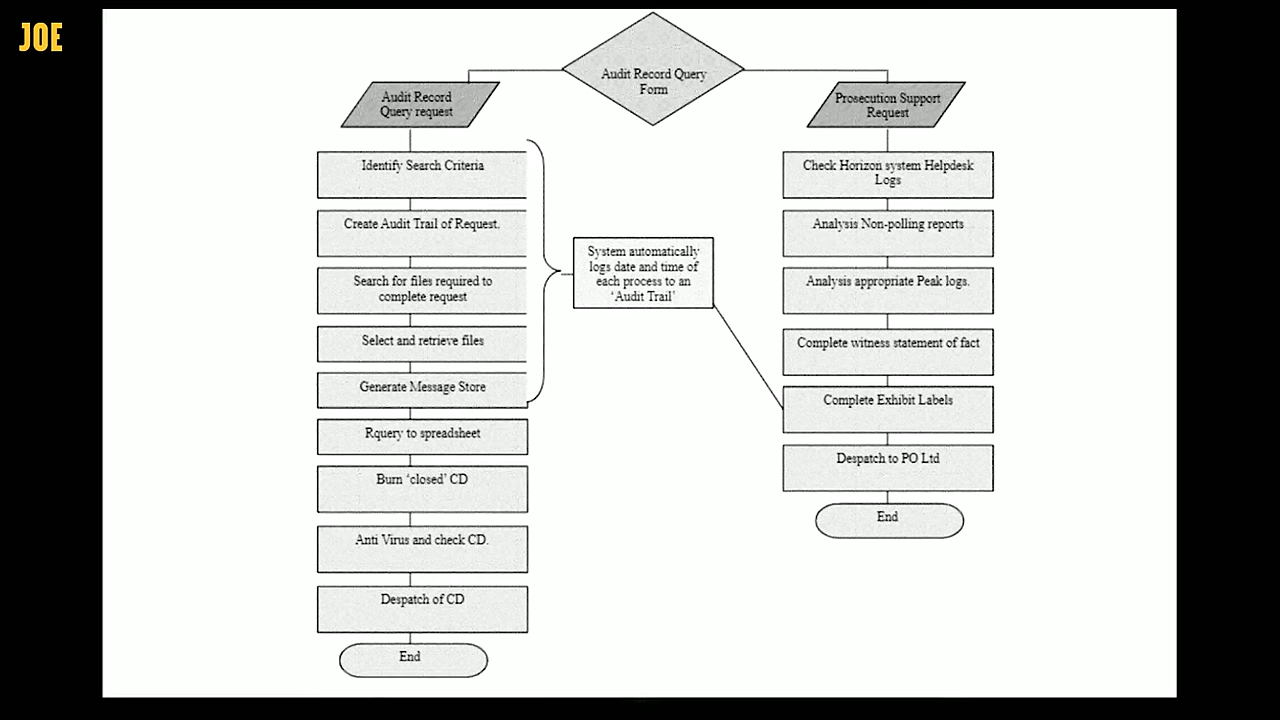 JOE
Audit Record Query
Form
Audit Record
Query request
Identify Search Criteria
Create Audit Trail of Request.
Search for files required to
complete request
Select and retrieve files
Generate Message Store
Rquery to spreadsheet
Burn ‘closed’ CD
Anti Virus and check CD.
Despatch of CD
End
System automatically
logs date and time of
each process to an
‘Audit Trail’
Prosecution Support
Request
Check Horizon system Helpdesk
Logs
Analysis Non-polling reports
Analysis appropriate Peak logs.
Complete witness statement of fact
Complete Exhibit Labels
Despatch to PO Ltd
End